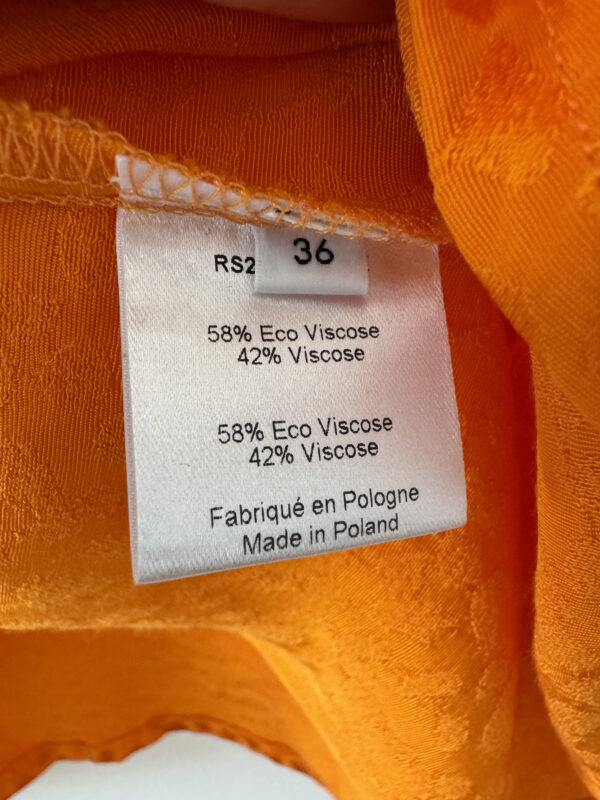 36
RS2
58% Eco Viscose
42% Viscose
58% Eco Viscose
42% Viscose
Fabriqué en Pologne
Made in Poland